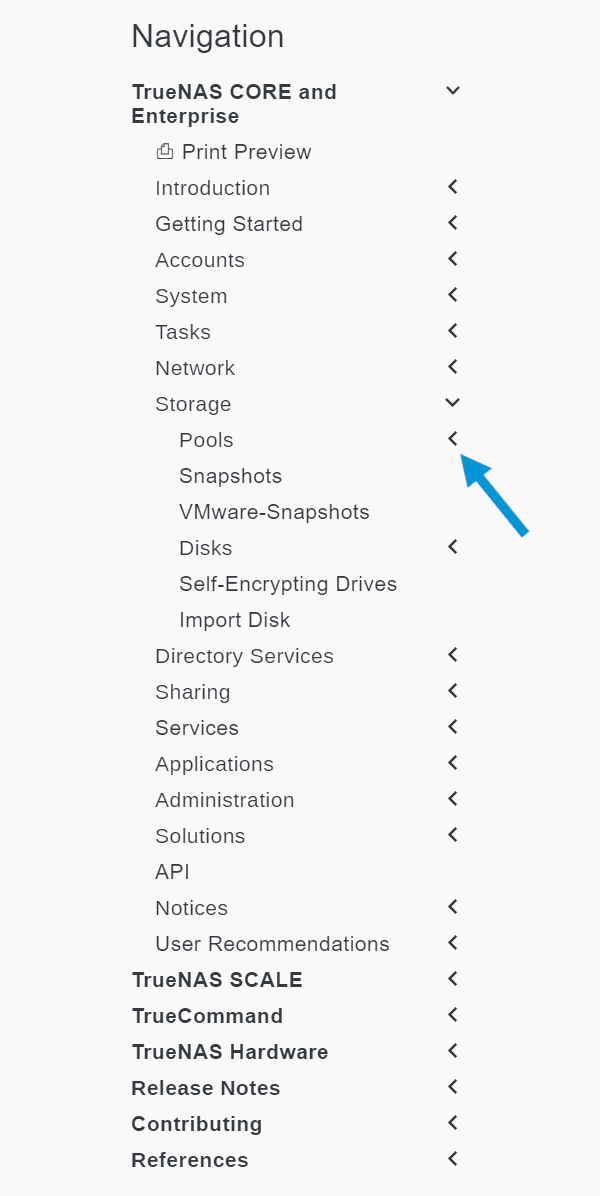 Navigation
TrueNAS CORE and
Enterprise
Print Preview
Introduction
Getting Started
Accounts
System
Tasks
Network
Storage
Pools
Snapshots
VMware-Snapshots
Disks
Self-Encrypting Drives
Import Disk
Directory Services
Sharing
Services
Applications
Administration
Solutions
API
Notices
User Recommendations
TrueNAS SCALE
TrueCommand
TrueNAS Hardware
Release Notes
Contributing
References